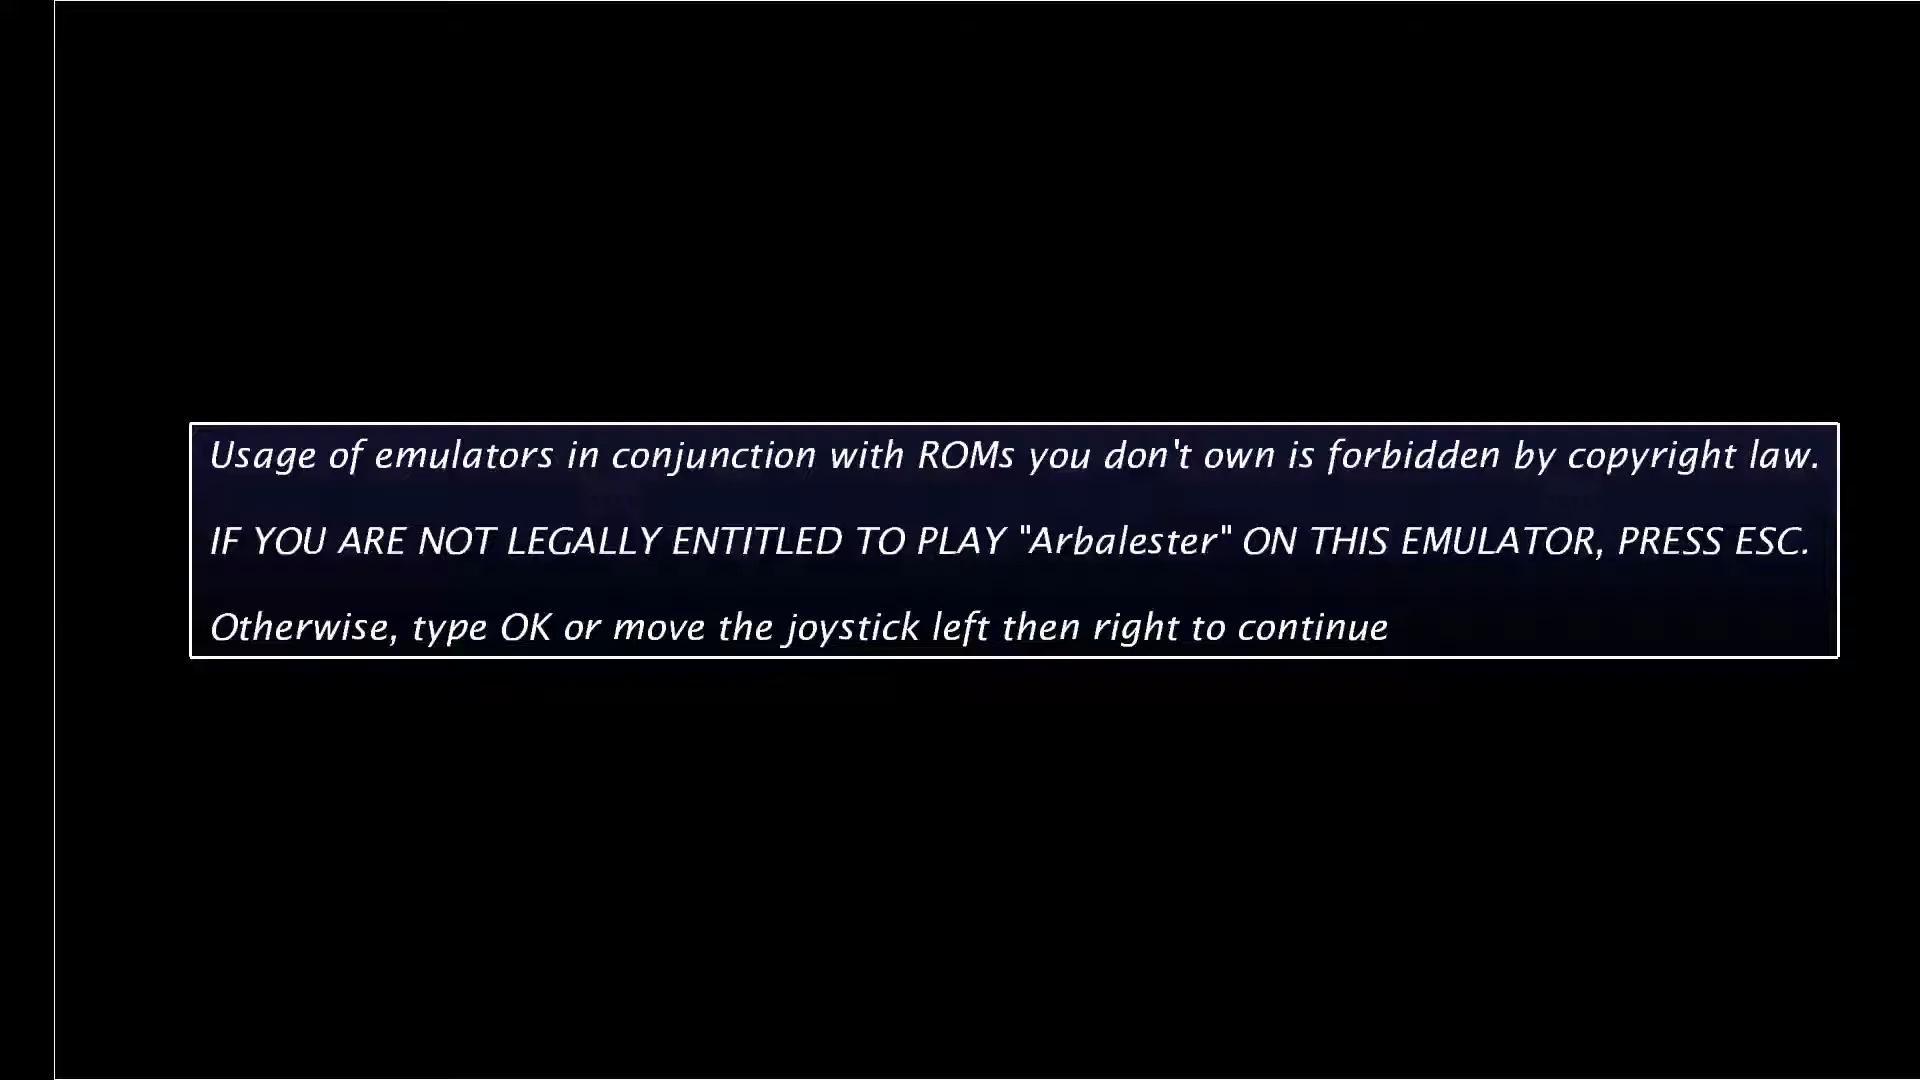 Usage of emulators in conjunction with ROMs you don't own is forbidden by copyright law.
IF YOU ARE NOT LEGALLY ENTITLED TO PLAY "Arbalester" ON THIS EMULATOR, PRESS ESC.
Otherwise, type OK or move the joystick left then right to continue